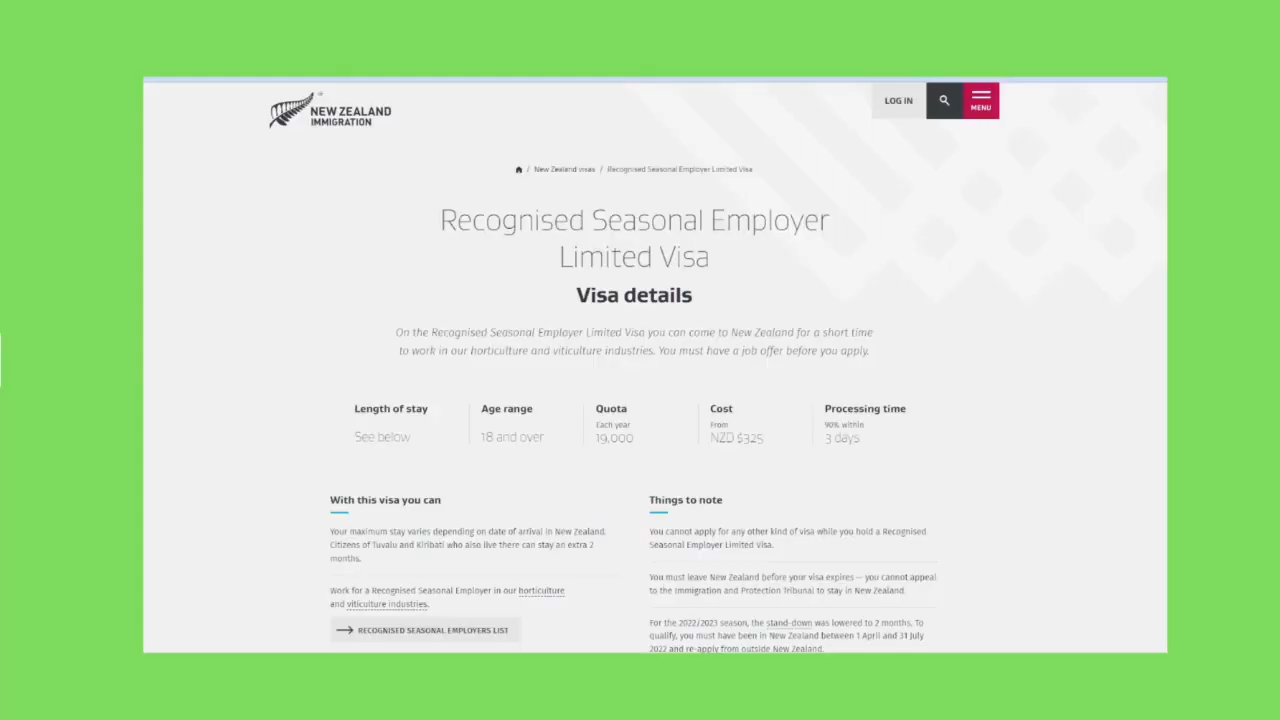 NEW ZEALAND
IMMIGRATION
LOG IN
MENU
/ New Zealand visas / Recognised Seasonal Employer Limited Visa
Recognised Seasonal Employer
Limited Visa
Visa details
On the Recognised Seasonal Employer Limited Visa you can come to New Zealand for a short time
to work in our horticulture and viticulture industries. You must have a job offer before you apply.
Length of stay
See below
Age range
18 and over
Quota
Each year
19,000
Cost
From
NZD $325
Processing time
90% within
3 days
With this visa you can
Your maximum stay varies depending on date of arrival in New Zealand.
Citizens of Tuvalu and Kiribati who also live there can stay an extra 2
months.
Work for a Recognised Seasonal Employer in our horticulture
and viticulture industries.
RECOGNISED SEASONAL EMPLOYERS LIST
Things to note
You cannot apply for any other kind of visa while you hold a Recognised
Seasonal Employer Limited Visa.
You must leave New Zealand before your visa expires — you cannot appeal
to the Immigration and Protection Tribunal to stay in New Zealand.
For the 2022/2023 season, the stand-down was lowered to 2 months. To
qualify, you must have been in New Zealand between 1 April and 31 July
2022 and re-apply from outside New Zealand.